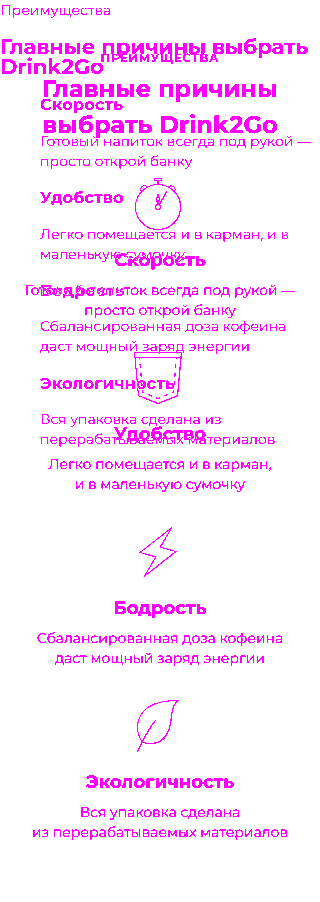 Преимущества
Главные причины выбрать
Drink2Go
ПРЕИМУЩЕСТВА
Главные причины
выбрать Drink2Go
Скорость
Готовый напиток всегда под рукой —
просто открой банку
Удобство
Легко помещается и в карман, и в
маленькую сумочку
Скорость
Бодрость
Готовый напиток всегда под рукой —
просто открой банку
Сбалансированная доза кофеина
даст мощный заряд энергии
Экологичность
Вся упаковка сделана из
перерабатываемых материалов
Удобство
Легко помещается и в карман,
и в маленькую сумочку
Бодрость
Сбалансированная доза кофеина
даст мощный заряд энергии
Экологичность
Вся упаковка сделана
из перерабатываемых материалов